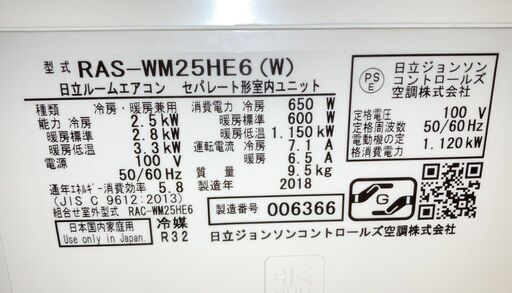 型式 RAS-WM25HE6(W)
日立ルームエアコン セパレート形室内ユニット
種類 冷房・暖房兼用
能力 冷房 2.5kW
暖房標準 2.8kW
暖房低温 3.3kW
電源 100 V
50/60Hz
通年エネルギー消費効率 5.8
(JIS C 9612:2013)
組合せ室外型式 RAC-WM25HE6
消費電力 冷房 650 W
暖房標準 600 W
暖房低温 1.150kW
運転電流 冷房 7.1 A
暖房 6.5 A
質量 9.5kg
製造年 2018
製造番号 006366
日本国内家庭用
Use only in Japan.
冷媒
R32
日立ジョンソンコントロールズ空調株式会社
PS
E
日立ジョンソン
コントロールズ
空調株式会社
定格電圧 100 V
定格周波数 50/60Hz
電動機の定
格消費電力 1.120kW
G